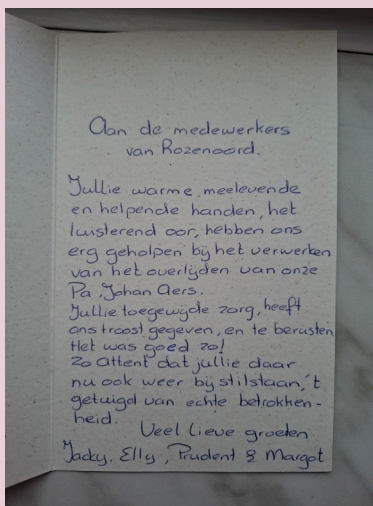 Aan de medewerkers
van Rozenoord.
Jullie warme, meelevende
en helpende handen, het
luisterend oor, hebben ons
erg geholpen bij het verwerken
van het overlijden van onze
Pa, Johan Aers.
Jullie toegewijde zorg, heeft
ons troost gegeven, en te berusten
Het was goed zo!
Zo attent dat jullie daar
nu ook weer bij stilstaan, 't
getuigd van echte betrokken-
heid.
Veel lieve groeten
Jacky, Elly, Prudent & Margot